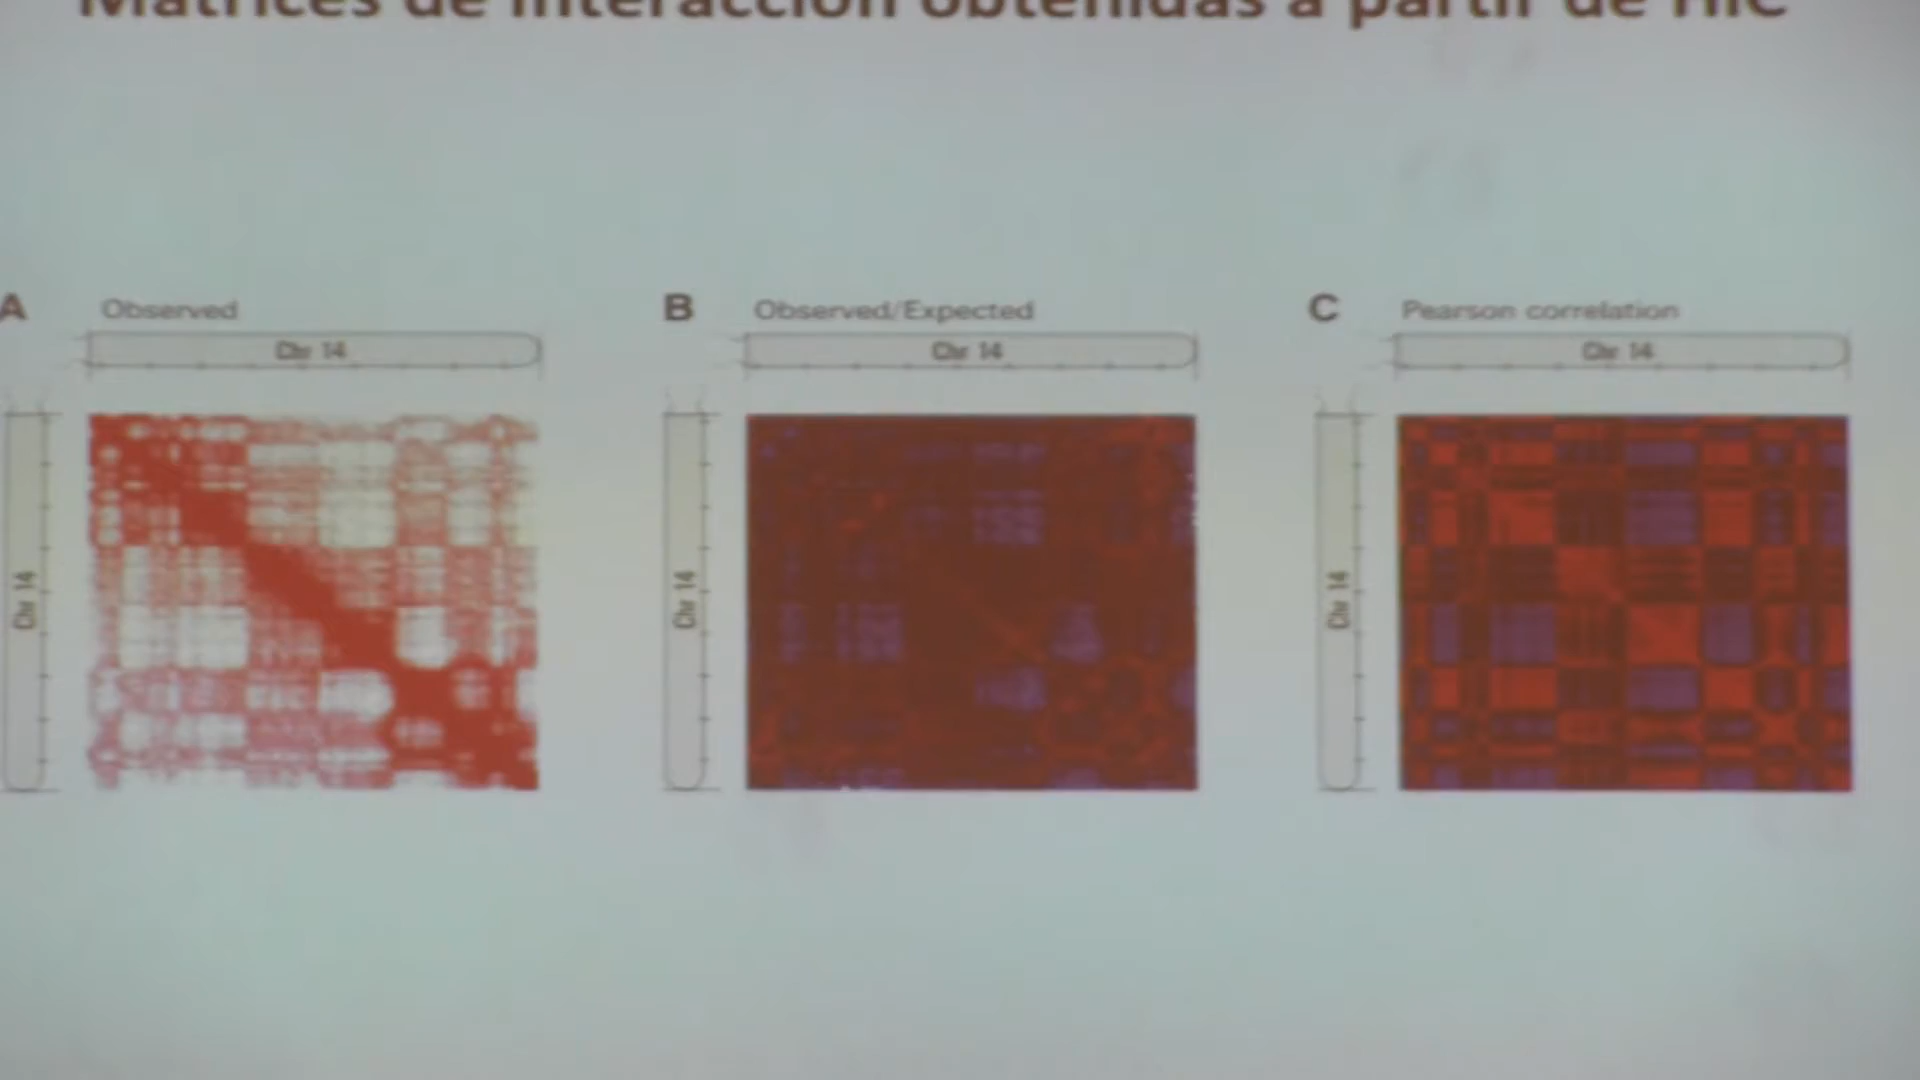 Matrices de interacción obtenidas a partir de HiC
A Observed
B Observed/Expected
C Pearson correlation
Chr 14
Chr 14
Chr 14
Chr 14
Chr 14
Chr 14